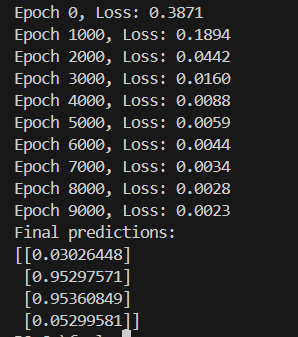 Epoch 0, Loss: 0.3871
Epoch 1000, Loss: 0.1894
Epoch 2000, Loss: 0.0442
Epoch 3000, Loss: 0.0160
Epoch 4000, Loss: 0.0088
Epoch 5000, Loss: 0.0059
Epoch 6000, Loss: 0.0044
Epoch 7000, Loss: 0.0034
Epoch 8000, Loss: 0.0028
Epoch 9000, Loss: 0.0023
Final predictions:
[[0.03026448]
 [0.95297571]
 [0.95360849]
 [0.05299581]]